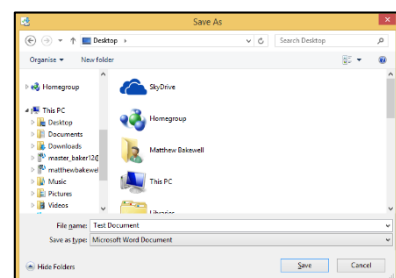 Save As
Desktop
Search Desktop
Organise New folder
Homegroup
This PC
Desktop
Documents
Downloads
master_baker12@
matthewbakewel
Music
Pictures
Videos
SkyDrive
Homegroup
Matthew Bakewell
This PC
Libraries
File name: Test Document
Save as type: Microsoft Word Document
Hide Folders Save Cancel